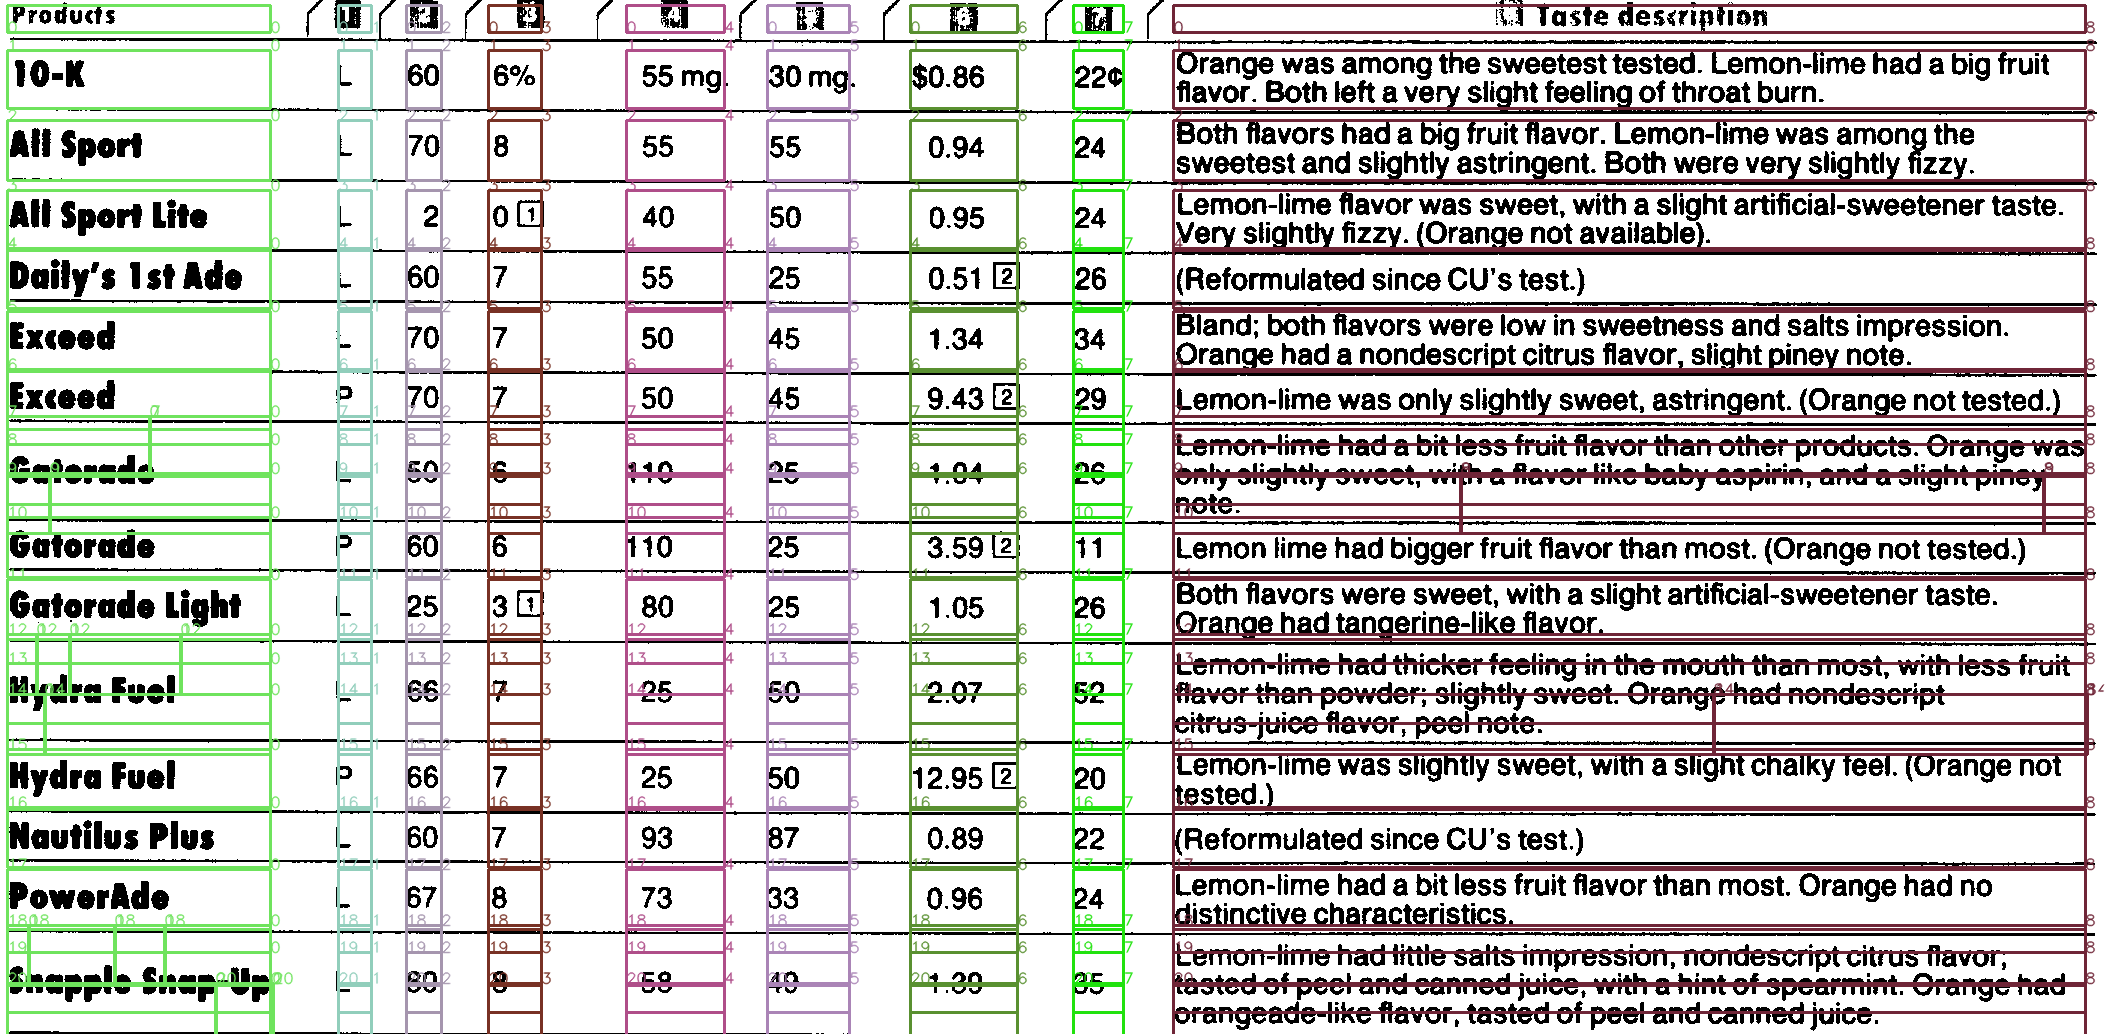 Products Taste description
10-K L 60 6% 55 mg. 30 mg. $0.86 22¢ Orange was among the sweetest tested. Lemon-lime had a big fruit
flavor. Both left a very slight feeling of throat burn.
All Sport L 70 8 55 55 0.94 24 Both flavors had a big fruit flavor. Lemon-lime was among the
sweetest and slightly astringent. Both were very slightly fizzy.
All Sport Lite L 2 0 1 40 50 0.95 24 Lemon-lime flavor was sweet, with a slight artificial-sweetener taste.
Very slightly fizzy. (Orange not available).
Daily's 1st Ade L 60 7 55 25 0.51 2 26 (Reformulated since CU's test.)
Exceed L 70 7 50 45 1.34 34 Bland; both flavors were low in sweetness and salts impression.
Orange had a nondescript citrus flavor, slight piney note.
Exceed P 70 7 50 45 9.43 2 29 Lemon-lime was only slightly sweet, astringent. (Orange not tested.)
Lemon-lime had a bit less fruit flavor than other products. Orange was
Gatorade L 50 6 110 25 1.04 26 only slightly sweet, with a flavor like baby aspirin, and a slight piney
note.
Gatorade P 60 6 110 25 3.59 2 11 Lemon lime had bigger fruit flavor than most. (Orange not tested.)
Gatorade Light L 25 3 1 80 25 1.05 26 Both flavors were sweet, with a slight artificial-sweetener taste.
Orange had tangerine-like flavor.
Lemon-lime had thicker feeling in the mouth than most, with less fruit
Hydra Fuel L 66 7 25 50 2.07 52 flavor than powder; slightly sweet. Orange had nondescript
citrus-juice flavor, peel note.
Hydra Fuel P 66 7 25 50 12.95 2 20 Lemon-lime was slightly sweet, with a slight chalky feel. (Orange not
tested.)
Nautilus Plus L 60 7 93 87 0.89 22 (Reformulated since CU's test.)
PowerAde L 67 8 73 33 0.96 24 Lemon-lime had a bit less fruit flavor than most. Orange had no
distinctive characteristics.
Lemon-lime had little salts impression, nondescript citrus flavor;
Snapple Snap Up L 80 1.39 35 tasted of peel and canned juice, with a hint of spearmint. Orange had
orangeade-like flavor, tasted of peel and canned juice.